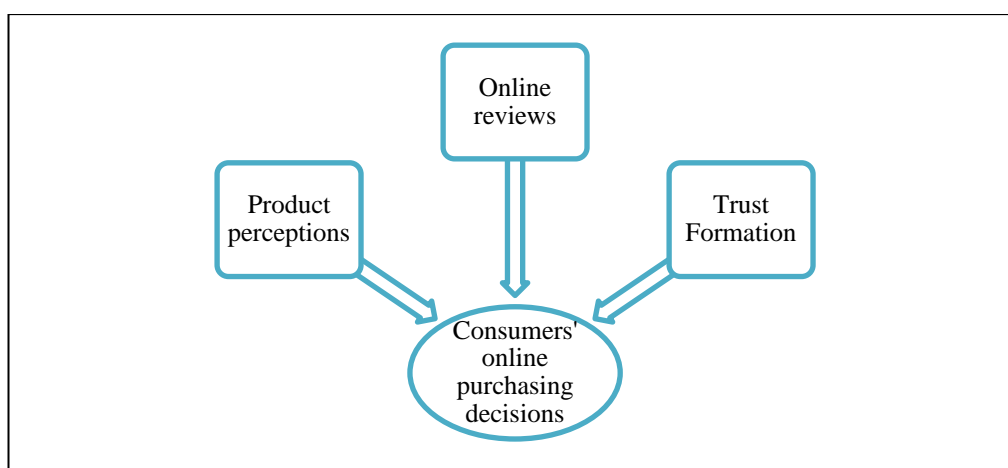 Online
reviews
Product
perceptions
Trust
Formation
Consumers'
online
purchasing
decisions